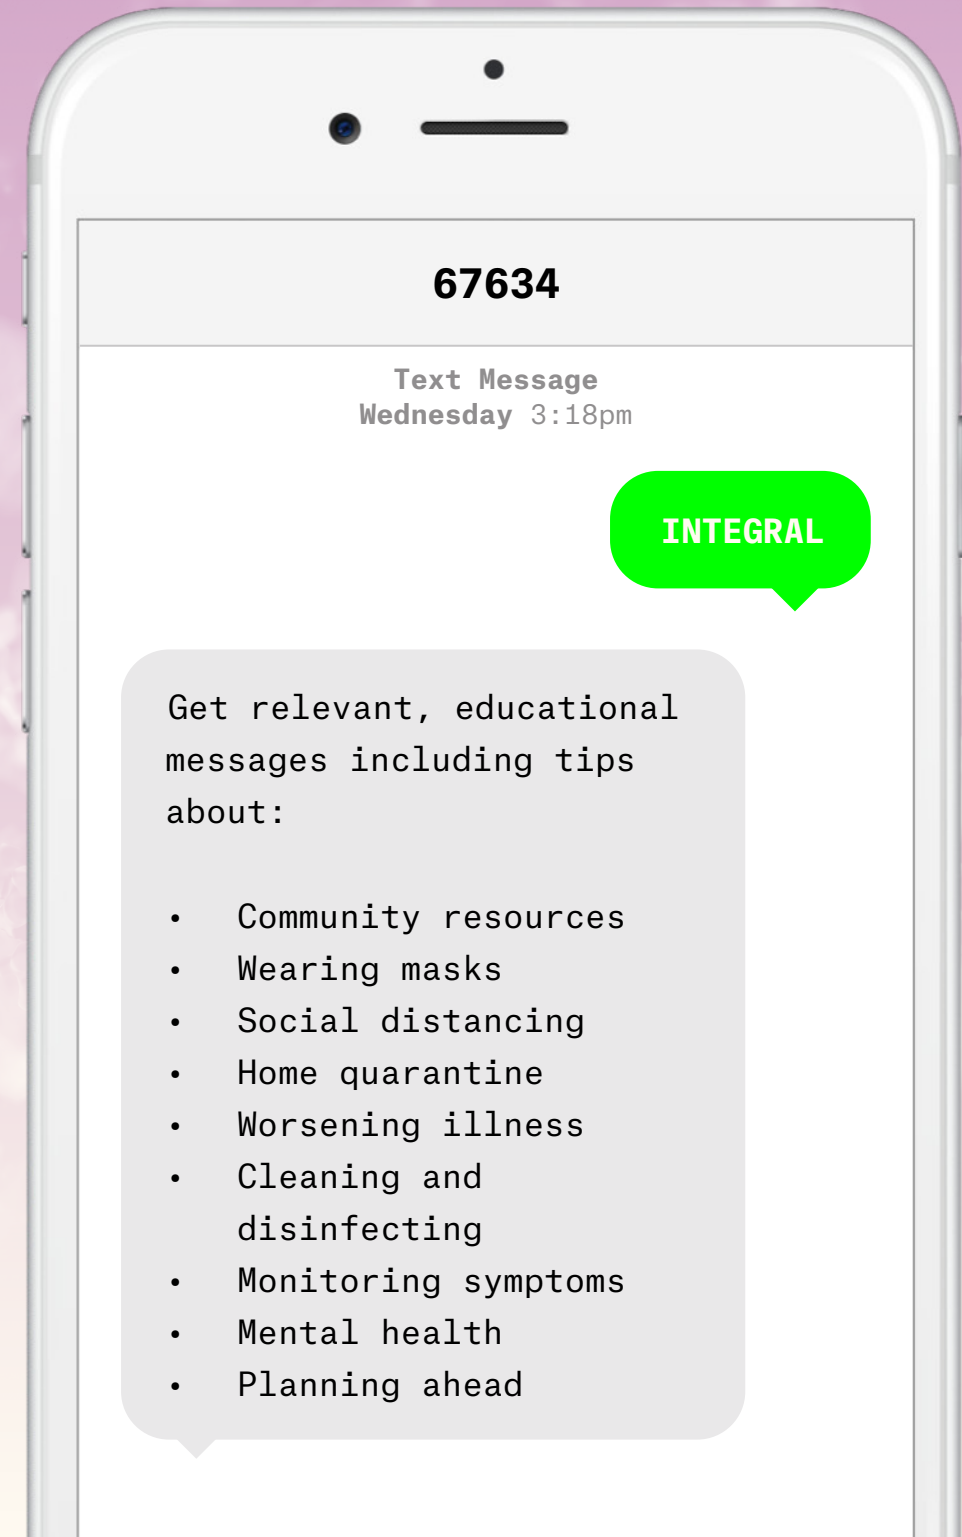 67634
Text Message
Wednesday 3:18pm
INTEGRAL
Get relevant, educational
messages including tips
about:
• Community resources
• Wearing masks
• Social distancing
• Home quarantine
• Worsening illness
• Cleaning and
disinfecting
• Monitoring symptoms
• Mental health
• Planning ahead